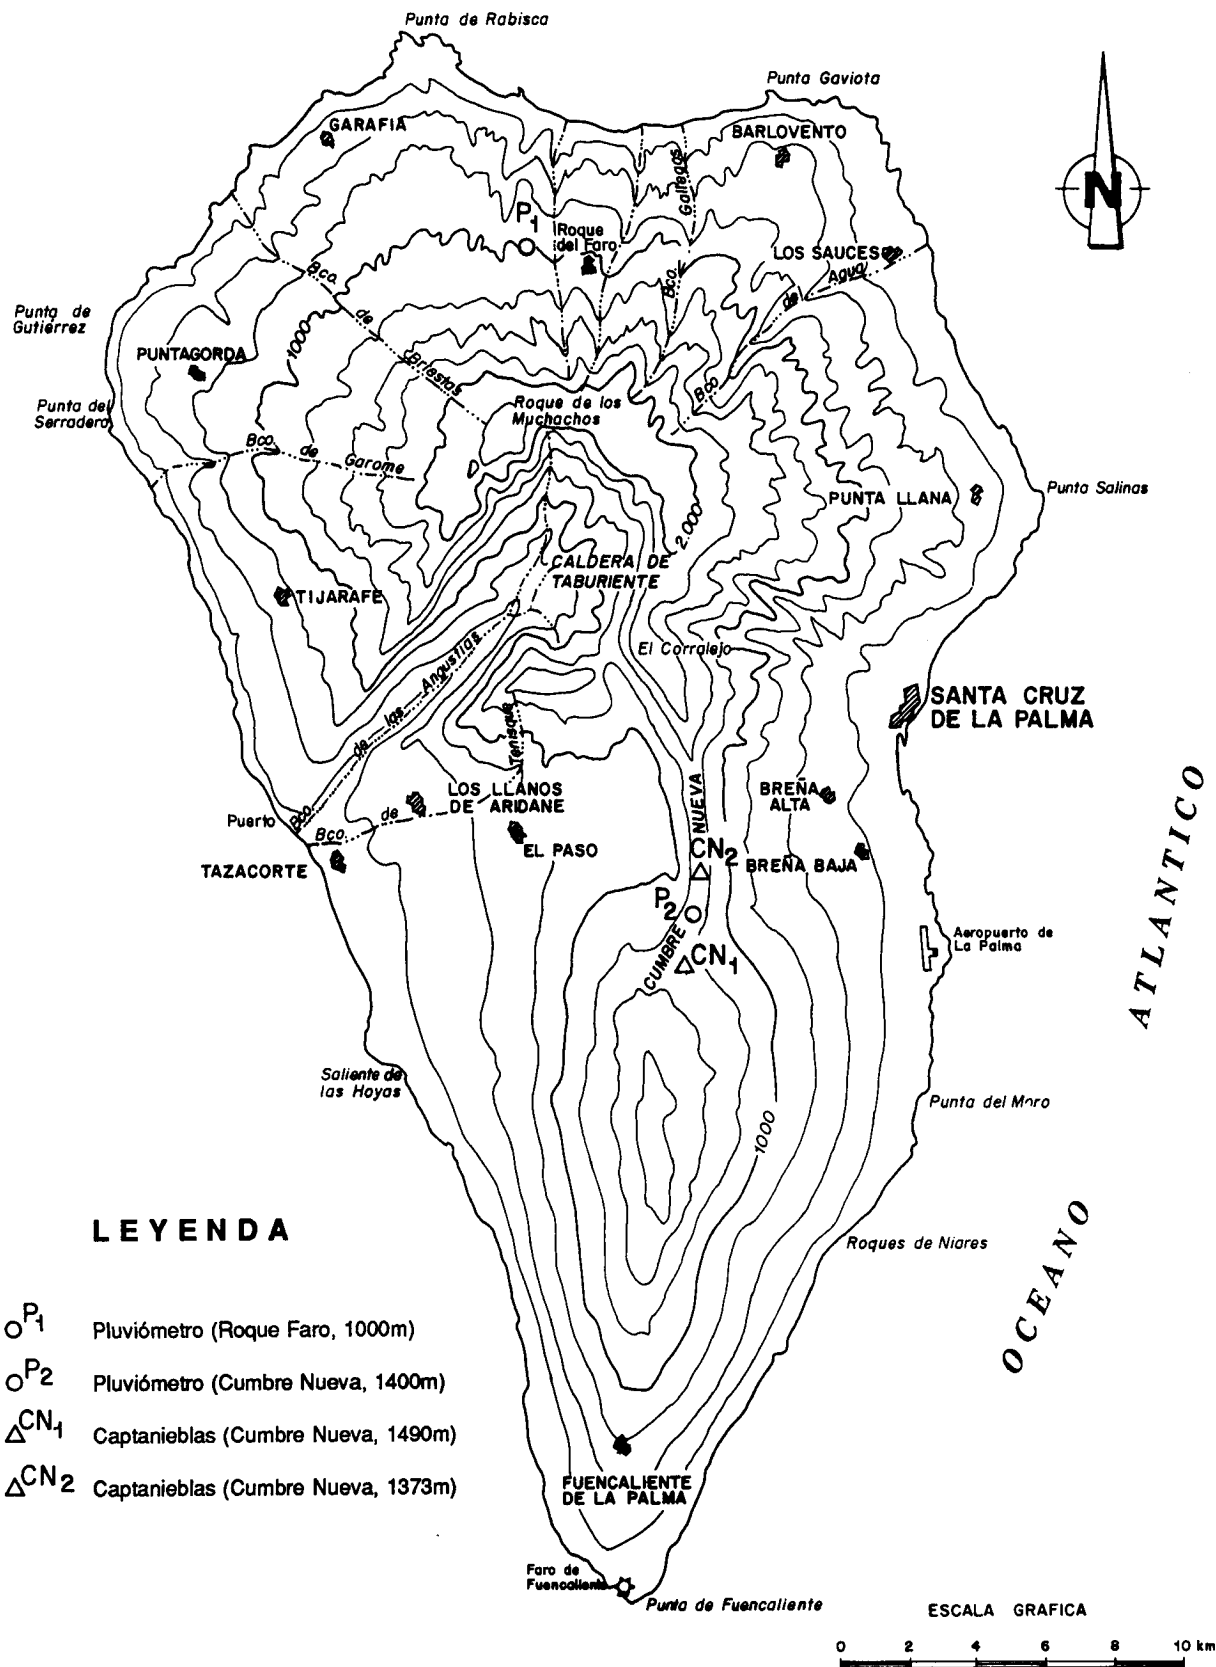 Punta de Rabisca
Punta Gaviota
GARAFIA
BARLOVENTO
Gallegos
P1
Roque
del Faro
LOS SAUCES
Bco. de Agua
Bco.
Bco. de Briestas
Punta de
Gutiérrez
1000
PUNTAGORDA
Punta del
Serradero
Roque de los
Muchachos
Bco. de Garome
PUNTA LLANA
Punta Salinas
2.000
CALDERA DE
TABURIENTE
TIJARAFE
El Corralejo
Bco. de las Angustias
SANTA CRUZ
DE LA PALMA
Tenisque
LOS LLANOS
DE ARIDANE
BREÑA
ALTA
NUEVA
Puerto
Bco. de
EL PASO
CN2
BREÑA BAJA
TAZACORTE
P2
CUMBRE
CN1
Aeropuerto de
La Palma
ATLANTICO
Saliente de
las Hoyas
Punta del Moro
1000
LEYENDA
Roques de Niares
OCEANO
P1 Pluviómetro (Roque Faro, 1000m)
P2 Pluviómetro (Cumbre Nueva, 1400m)
CN1 Captanieblas (Cumbre Nueva, 1490m)
CN2 Captanieblas (Cumbre Nueva, 1373m)
FUENCALIENTE
DE LA PALMA
Faro de
Fuencaliente
Punta de Fuencaliente
ESCALA GRAFICA
0 2 4 6 8 10 km
N